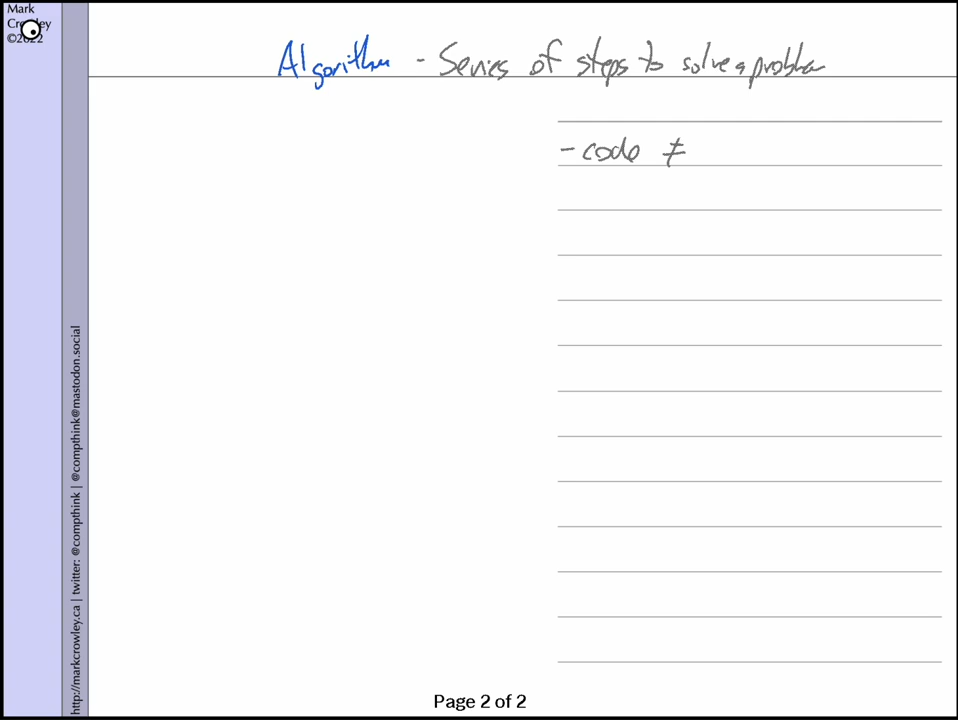 Mark
Crowley
©2022
Algorithm - Series of steps to solve a problem
- code ≠
http://markcrowley.ca | twitter: @compthink | @compthink@mastodon.social
Page 2 of 2